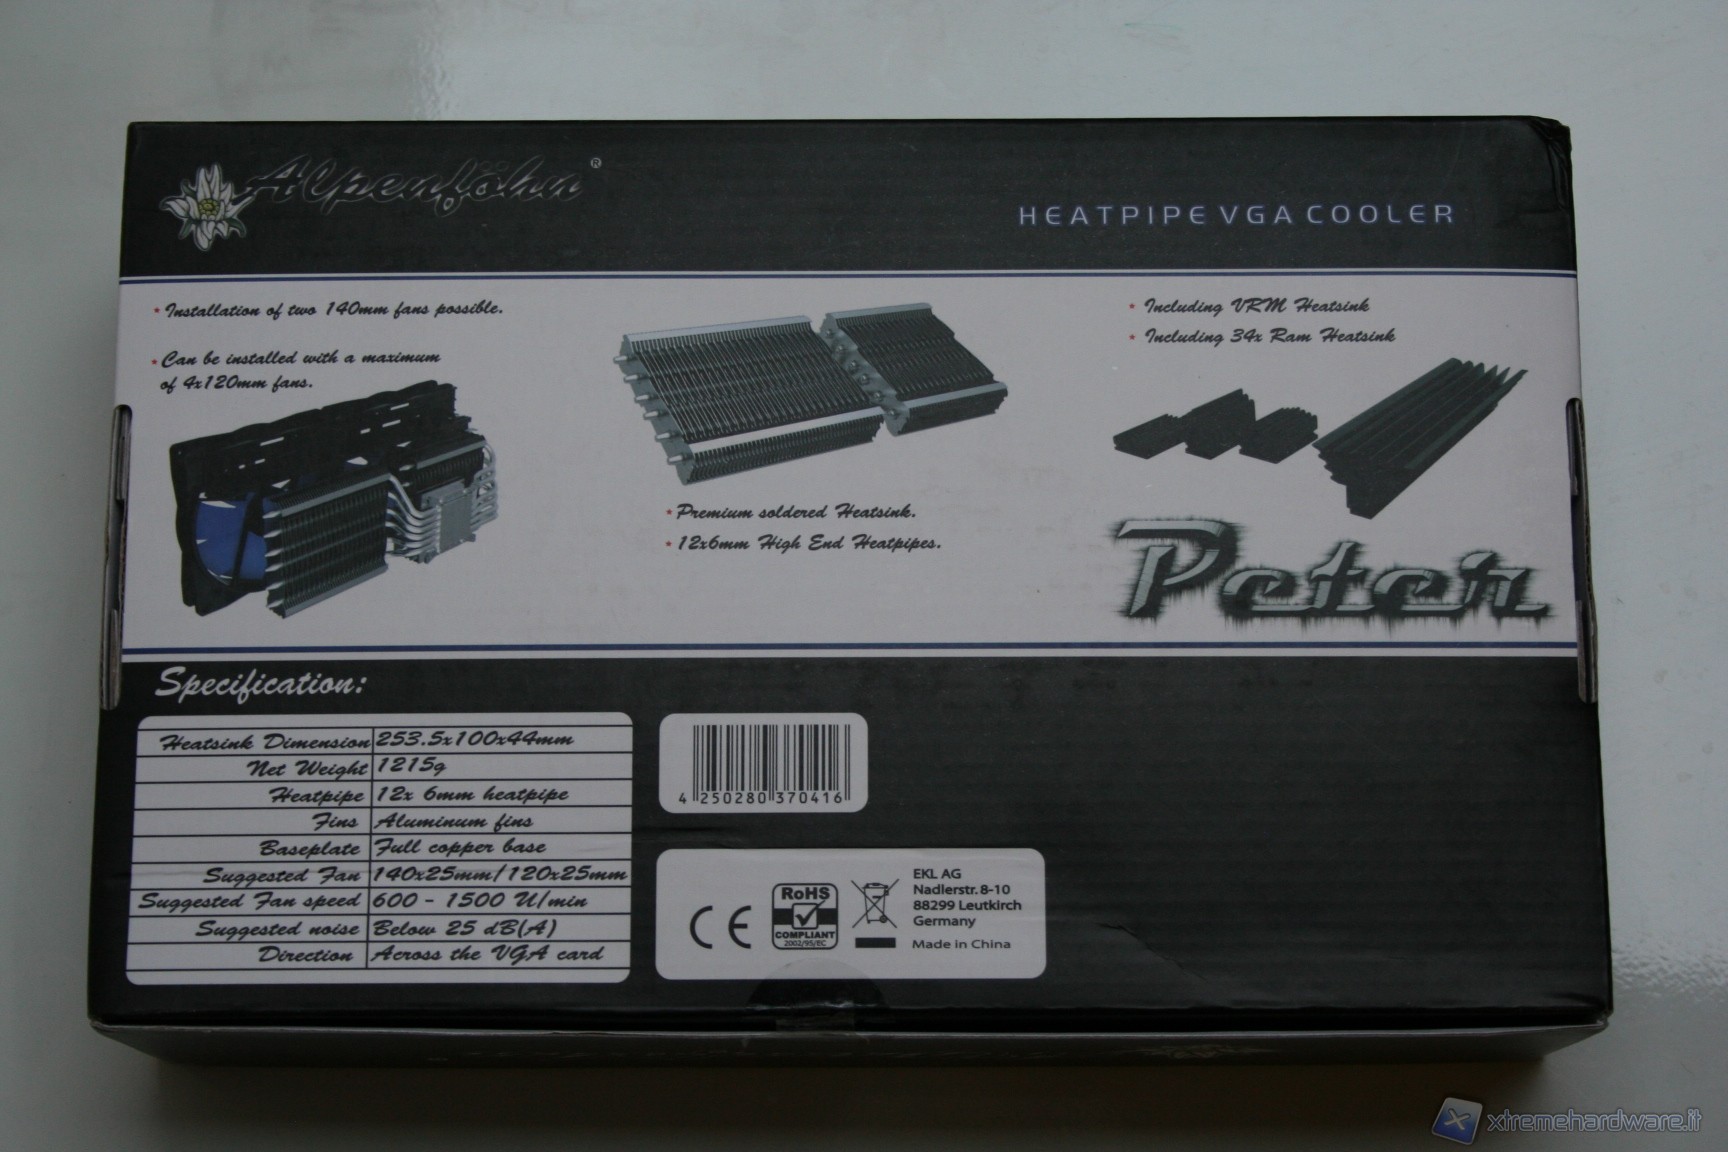 Alpenföhn®
HEATPIPE VGA COOLER
* Installation of two 140mm fans possible.
* Can be installed with a maximum
of 4x120mm fans.
* Premium soldered Heatsink.
* 12x6mm High End Heatpipes.
* Including VRM Heatsink
* Including 34x Ram Heatsink
Peter
Specification:
Heatsink Dimension 253.5x100x44mm
Net Weight 1215g
Heatpipe 12x 6mm heatpipe
Fins Aluminum fins
Baseplate Full copper base
Suggested Fan 140x25mm/120x25mm
Suggested Fan speed 600 - 1500 U/min
Suggested noise Below 25 dB(A)
Direction Across the VGA card
4 250280 370416
CE
RoHS
COMPLIANT
2002/95/EC
EKL AG
Nadlerstr. 8-10
88299 Leutkirch
Germany
Made in China
xtremehardware.it